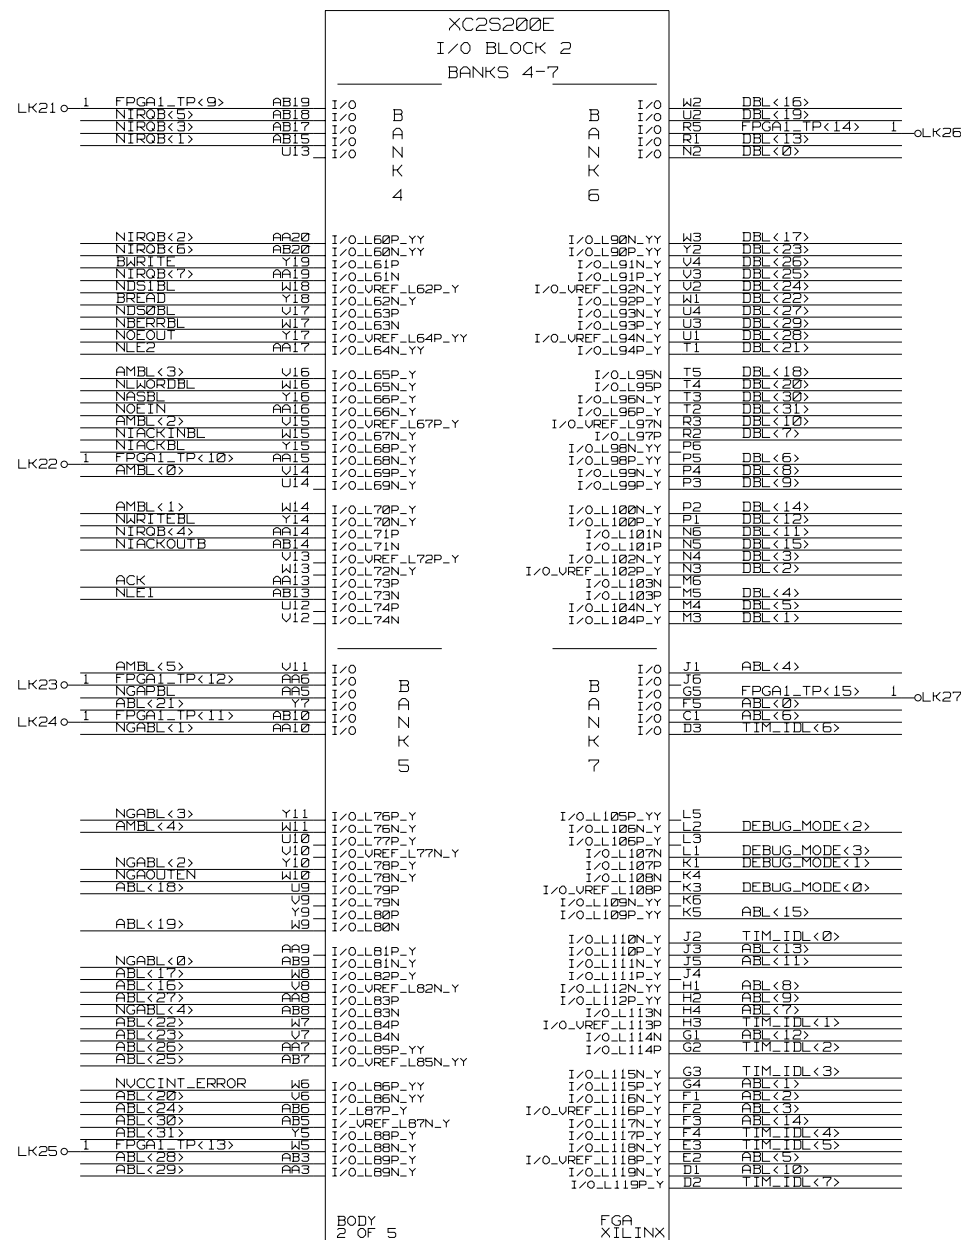 XC2S200E
I/O BLOCK 2
BANKS 4-7
LK21 1 FPGA1_TP<9> AB19 I/O
NIRQB<5> AB18 I/O
NIRQB<3> AB17 I/O
NIRQB<1> AB15 I/O
U13 I/O
BANK 4
I/O W2 DBL<16>
I/O U2 DBL<19>
I/O R5 FPGA1_TP<14> 1 LK26
I/O R1 DBL<13>
I/O N2 DBL<0>
BANK 6
NIRQB<2> AA20 I/O_L60P_YY
NIRQB<6> AB20 I/O_L60N_YY
BWRITE Y19 I/O_L61P
NIRQB<7> AA19 I/O_L61N
NDS1BL W18 I/O_VREF_L62P_Y
BREAD Y18 I/O_L62N_Y
NDS0BL V17 I/O_L63P
NBERRBL W17 I/O_L63N
NOEOUT Y17 I/O_VREF_L64P_YY
NLE2 AA17 I/O_L64N_YY
AMBL<3> V16 I/O_L65P_Y
NLWORDBL W16 I/O_L65N_Y
NASBL Y16 I/O_L66P_Y
NOEIN AA16 I/O_L66N_Y
AMBL<2> V15 I/O_VREF_L67P_Y
NIACKINBL W15 I/O_L67N_Y
NIACKBL Y15 I/O_L68P_Y
LK22 1 FPGA1_TP<10> AA15 I/O_L68N_Y
AMBL<0> V14 I/O_L69P_Y
U14 I/O_L69N_Y
AMBL<1> W14 I/O_L70P_Y
NWRITEBL Y14 I/O_L70N_Y
NIRQB<4> AA14 I/O_L71P
NIACKOUTB AB14 I/O_L71N
V13 I/O_VREF_L72P_Y
W13 I/O_L72N_Y
ACK AA13 I/O_L73P
NLE1 AB13 I/O_L73N
U12 I/O_L74P
V12 I/O_L74N
I/O_L90N_YY W3 DBL<17>
I/O_L90P_YY Y2 DBL<23>
I/O_L91N_Y V4 DBL<26>
I/O_L91P_Y V3 DBL<25>
I/O_VREF_L92N_Y V2 DBL<24>
I/O_L92P_Y W1 DBL<22>
I/O_L93N_Y U4 DBL<27>
I/O_L93P_Y U3 DBL<29>
I/O_VREF_L94N_Y U1 DBL<28>
I/O_L94P_Y T1 DBL<21>
I/O_L95N T5 DBL<18>
I/O_L95P T4 DBL<20>
I/O_L96N_Y T3 DBL<30>
I/O_L96P_Y T2 DBL<31>
I/O_VREF_L97N R3 DBL<10>
I/O_L97P R2 DBL<7>
I/O_L98N_YY P6
I/O_L98P_YY P5 DBL<6>
I/O_L99N_Y P4 DBL<8>
I/O_L99P_Y P3 DBL<9>
I/O_L100N_Y P2 DBL<14>
I/O_L100P_Y P1 DBL<12>
I/O_L101N N6 DBL<11>
I/O_L101P N5 DBL<15>
I/O_L102N_Y N4 DBL<3>
I/O_VREF_L102P_Y N3 DBL<2>
I/O_L103N M6
I/O_L103P M5 DBL<4>
I/O_L104N_Y M4 DBL<5>
I/O_L104P_Y M3 DBL<1>
AMBL<5> V11 I/O
LK23 1 FPGA1_TP<12> AA6 I/O
NGAPBL AA5 I/O
ABL<21> Y7 I/O
LK24 1 FPGA1_TP<11> AB10 I/O
NGABL<1> AA10 I/O
BANK 5
I/O J1 ABL<4>
I/O J6
I/O G5 FPGA1_TP<15> 1 LK27
I/O F5 ABL<0>
I/O C1 ABL<6>
I/O D3 TIM_IDL<6>
BANK 7
NGABL<3> Y11 I/O_L76P_Y
AMBL<4> W11 I/O_L76N_Y
U10 I/O_L77P_Y
V10 I/O_VREF_L77N_Y
NGABL<2> Y10 I/O_L78P_Y
NGAOUTEN W10 I/O_L78N_Y
ABL<18> U9 I/O_L79P
V9 I/O_L79N
Y9 I/O_L80P
ABL<19> W9 I/O_L80N
AA9 I/O_L81P_Y
NGABL<0> AB9 I/O_L81N_Y
ABL<17> W8 I/O_L82P_Y
ABL<16> V8 I/O_VREF_L82N_Y
ABL<27> AA8 I/O_L83P
NGABL<4> AB8 I/O_L83N
ABL<22> W7 I/O_L84P
ABL<23> V7 I/O_L84N
ABL<26> AA7 I/O_L85P_YY
ABL<25> AB7 I/O_VREF_L85N_YY
NVCCINT_ERROR W6 I/O_L86P_YY
ABL<20> V6 I/O_L86N_YY
ABL<24> AB6 I/_L87P_Y
ABL<30> AB5 I/_VREF_L87N_Y
ABL<31> Y5 I/O_L88P_Y
LK25 1 FPGA1_TP<13> W5 I/O_L88N_Y
ABL<28> AB3 I/O_L89P_Y
ABL<29> AA3 I/O_L89N_Y
I/O_L105P_YY L5
I/O_L106N_Y L2 DEBUG_MODE<2>
I/O_L106P_Y L3
I/O_L107N L1 DEBUG_MODE<3>
I/O_L107P K1 DEBUG_MODE<1>
I/O_L108N K4
I/O_VREF_L108P K3 DEBUG_MODE<0>
I/O_L109N_YY K6
I/O_L109P_YY K5 ABL<15>
I/O_L110N_Y J2 TIM_IDL<0>
I/O_L110P_Y J3 ABL<13>
I/O_L111N_Y J5 ABL<11>
I/O_L111P_Y J4
I/O_L112N_YY H1 ABL<8>
I/O_L112P_YY H2 ABL<9>
I/O_L113N H4 ABL<7>
I/O_VREF_L113P H3 TIM_IDL<1>
I/O_L114N G1 ABL<12>
I/O_L114P G2 TIM_IDL<2>
I/O_L115N_Y G3 TIM_IDL<3>
I/O_L115P_Y G4 ABL<1>
I/O_L116N_Y F1 ABL<2>
I/O_VREF_L116P_Y F2 ABL<3>
I/O_L117N_Y F3 ABL<14>
I/O_L117P_Y F4 TIM_IDL<4>
I/O_L118N_Y E3 TIM_IDL<5>
I/O_VREF_L118P_Y E2 ABL<5>
I/O_L119N_Y D1 ABL<10>
I/O_L119P_Y D2 TIM_IDL<7>
BODY
2 OF 5
FGA
XILINX